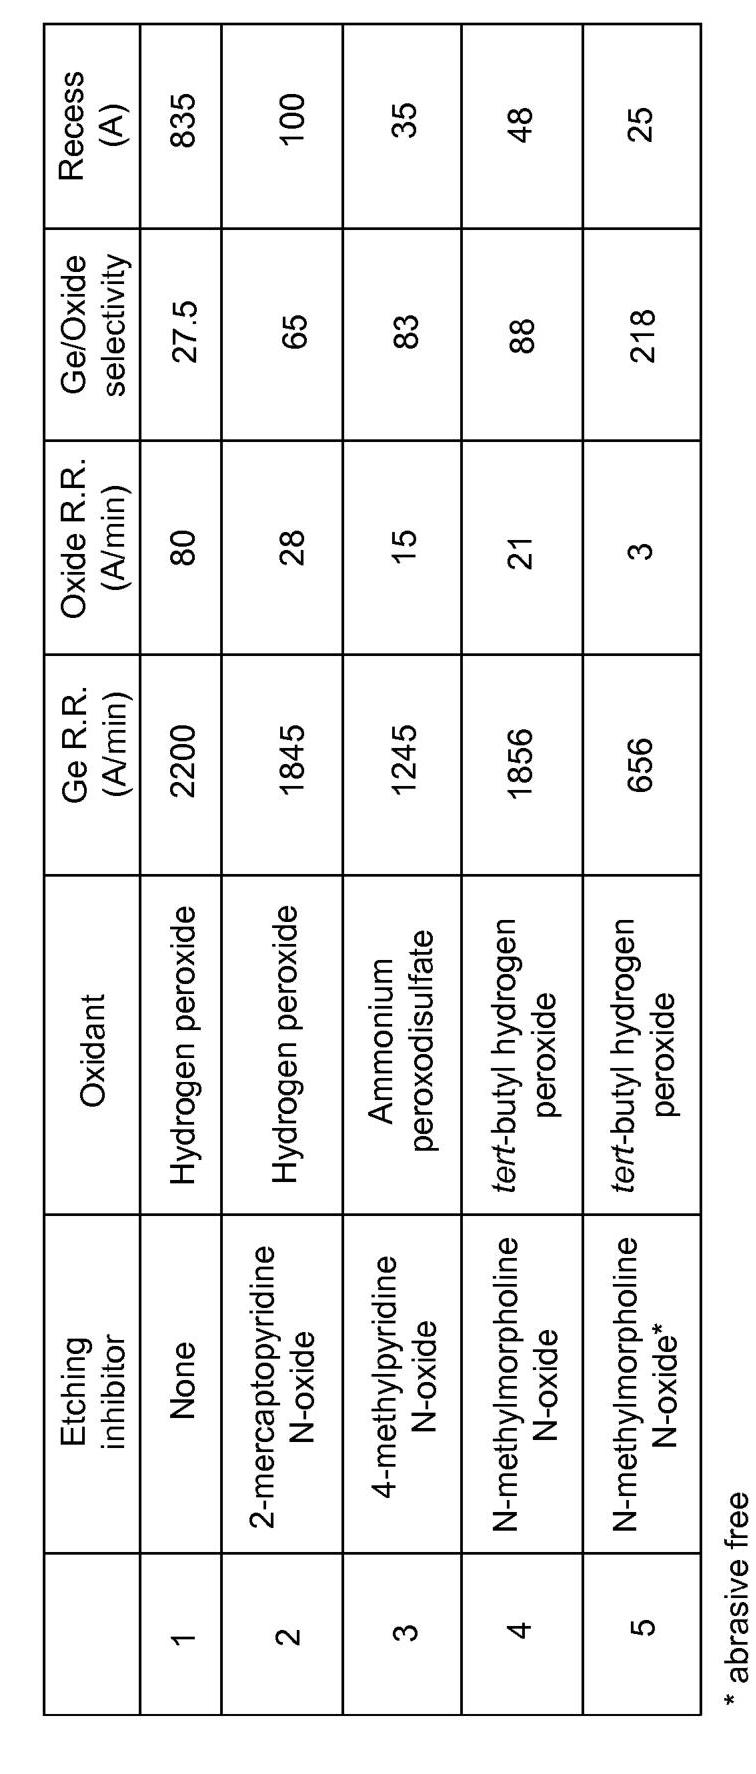 Etching inhibitor Oxidant Ge R.R. (A/min) Oxide R.R. (A/min) Ge/Oxide selectivity Recess (A)
1 None Hydrogen peroxide 2200 80 27.5 835
2 2-mercaptopyridine N-oxide Hydrogen peroxide 1845 28 65 100
3 4-methylpyridine N-oxide Ammonium peroxodisulfate 1245 15 83 35
4 N-methylmorpholine N-oxide tert-butyl hydrogen peroxide 1856 21 88 48
5 N-methylmorpholine N-oxide* tert-butyl hydrogen peroxide 656 3 218 25
* abrasive free